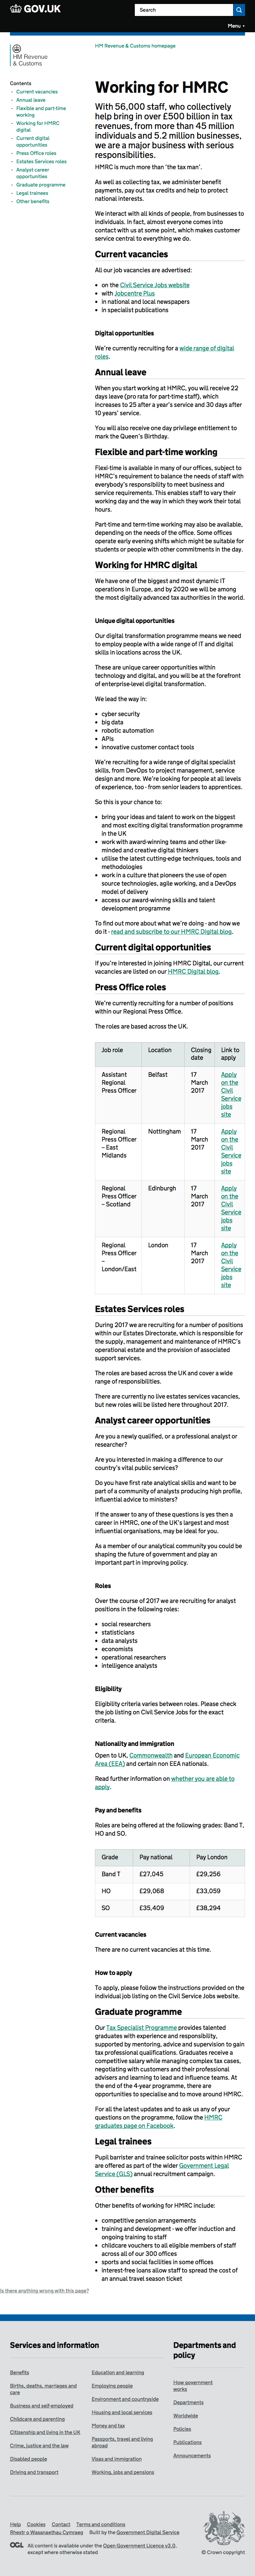 GOV.UK
Search
Menu
HM Revenue
& Customs
HM Revenue & Customs homepage
Contents
– Current vacancies
– Annual leave
– Flexible and part-time
working
– Working for HMRC
digital
– Current digital
opportunities
– Press Office roles
– Estates Services roles
– Analyst career
opportunities
– Graduate programme
– Legal trainees
– Other benefits
Working for HMRC
With 56,000 staff, who collectively
help bring in over £500 billion in tax
revenues, from more than 45 million
individuals and 5.2 million businesses,
we are a major business with serious
responsibilities.
HMRC is much more than ‘the tax man’.
As well as collecting tax, we administer benefit
payments that you can trust and help to protect
national interests.
We interact with all kinds of people, from businesses to
individuals. In fact, almost everyone comes into
contact with us at some point, which makes customer
service central to everything we do.
Current vacancies
All our job vacancies are advertised:
• on the Civil Service Jobs website
• with Jobcentre Plus
• in national and local newspapers
• in specialist publications
Digital opportunities
We’re currently recruiting for a wide range of digital
roles.
Annual leave
When you start working at HMRC, you will receive 22
days leave (pro rata for part-time staff), which
increases to 25 after a year’s service and 30 days after
10 years’ service.
You will also receive one day privilege entitlement to
mark the Queen’s Birthday.
Flexible and part-time working
Flexi-time is available in many of our offices, subject to
HMRC’s requirement to balance the needs of staff with
everybody’s responsibility to their business and
service requirements. This enables staff to vary their
working day and the way in which they work their total
hours.
Part-time and term-time working may also be available,
depending on the needs of the office. Some offices
operate early evening shifts which might be suitable for
students or people with other commitments in the day.
Working for HMRC digital
We have one of the biggest and most dynamic IT
operations in Europe, and by 2020 we will be among
the most digitally advanced tax authorities in the world.
Unique digital opportunities
Our digital transformation programme means we need
to employ people with a wide range of IT and digital
skills in locations across the UK.
These are unique career opportunities within
technology and digital, and you will be at the forefront
of enterprise-level digital transformation.
We lead the way in:
• cyber security
• big data
• robotic automation
• APIs
• innovative customer contact tools
We’re recruiting for a wide range of digital specialist
skills, from DevOps to project management, service
design and more. We’re looking for people at all levels
and for all sorts of different opportunities.
So this is your chance to:
• bring your ideas and talent to work on the biggest
and most complex digital transformation programme
in the UK
• work with award-winning teams and other like-
minded and creative digital thinkers
• utilise the latest cutting-edge techniques, tools and
methodologies
• work in a culture that pioneers the use of open
source technologies, agile working, and a DevOps
model of delivery
• access our award-winning skills and talent
development programme
To find out more about what we’re doing - and how we
do it - read and subscribe to our HMRC Digital blog.
Current digital opportunities
If you’re interested in joining HMRC Digital, our current
vacancies are listed on our HMRC Digital blog.
Press Office roles
We’re currently recruiting for a number of positions
within our Regional Press Office.
The roles are based across the UK.
Job role Location Closing date Link to apply
Assistant Regional Press Officer Belfast 17 March 2017 Apply on the Civil Service jobs site
Regional Press Officer – East Midlands Nottingham 17 March 2017 Apply on the Civil Service jobs site
Regional Press Officer – Scotland Edinburgh 17 March 2017 Apply on the Civil Service jobs site
Regional Press Officer – London/East London 17 March 2017 Apply on the Civil Service jobs site
Estates Services roles
During 2017 we are recruiting for a number of positions
within our Estates Directorate, which is responsible for
the supply, management and maintenance of HMRC’s
operational estate and the provision of associated
support services.
The roles are based across the UK and cover a wide
range of responsibilities.
There are currently no live estates services vacancies,
but new roles will be listed here throughout 2017.
Analyst career opportunities
Are you a newly qualified, or a professional analyst or
researcher?
Are you interested in making a difference to our
country’s vital public services?
Do you have first rate analytical skills and want to be
part of a community of analysts producing high profile,
influential advice to ministers?
If the answer to any of these questions is yes then a
career in HMRC, one of the UK’s largest and most
influential organisations, may be ideal for you.
As a member of our analytical community you could be
shaping the future of government and play an
important part in improving policy.
Roles
Over the course of 2017 we are recruiting for analyst
positions in the following roles:
• social researchers
• statisticians
• data analysts
• economists
• operational researchers
• intelligence analysts
Eligibility
Eligibility criteria varies between roles. Please check
the job listing on Civil Service Jobs for the exact
criteria.
Nationality and immigration
Open to UK, Commonwealth and European Economic
Area (EEA) and certain non EEA nationals.
Read further information on whether you are able to
apply.
Pay and benefits
Roles are being offered at the following grades: Band T,
HO and SO.
Grade Pay national Pay London
Band T £27,045 £29,256
HO £29,068 £33,059
SO £35,409 £38,294
Current vacancies
There are no current vacancies at this time.
How to apply
To apply, please follow the instructions provided on the
individual job listing on the Civil Service Jobs website.
Graduate programme
Our Tax Specialist Programme provides talented
graduates with experience and responsibility,
supported by mentoring, advice and supervision to gain
tax professional qualifications. Graduates receive a
competitive salary while managing complex tax cases,
negotiating with some of the UK’s top tax professionals
and advisers, and leading a team of tax inspectors. At
the end of the 4-year programme, there are
opportunities to specialise and to move around HMRC.
For all the latest updates and to ask us any of your
questions on the programme, follow the HMRC
graduates page on Facebook.
Legal trainees
Pupil barrister and trainee solicitor posts within HMRC
are offered as part of the wider Government Legal
Service (GLS) annual recruitment campaign.
Other benefits
Other benefits of working for HMRC include:
• competitive pension arrangements
• training and development - we offer induction and
ongoing training to all staff
• childcare vouchers to all eligible members of staff
across all of our 300 offices
• sports and social facilities in some offices
• interest-free loans allow staff to spread the cost of
an annual travel season ticket
Is there anything wrong with this page?
Services and information
Benefits
Births, deaths, marriages and
care
Business and self-employed
Childcare and parenting
Citizenship and living in the UK
Crime, justice and the law
Disabled people
Driving and transport
Education and learning
Employing people
Environment and countryside
Housing and local services
Money and tax
Passports, travel and living
abroad
Visas and immigration
Working, jobs and pensions
Departments and
policy
How government
works
Departments
Worldwide
Policies
Publications
Announcements
Help Cookies Contact Terms and conditions
Rhestr o Wasanaethau Cymraeg Built by the Government Digital Service
OGL All content is available under the Open Government Licence v3.0,
except where otherwise stated
© Crown copyright